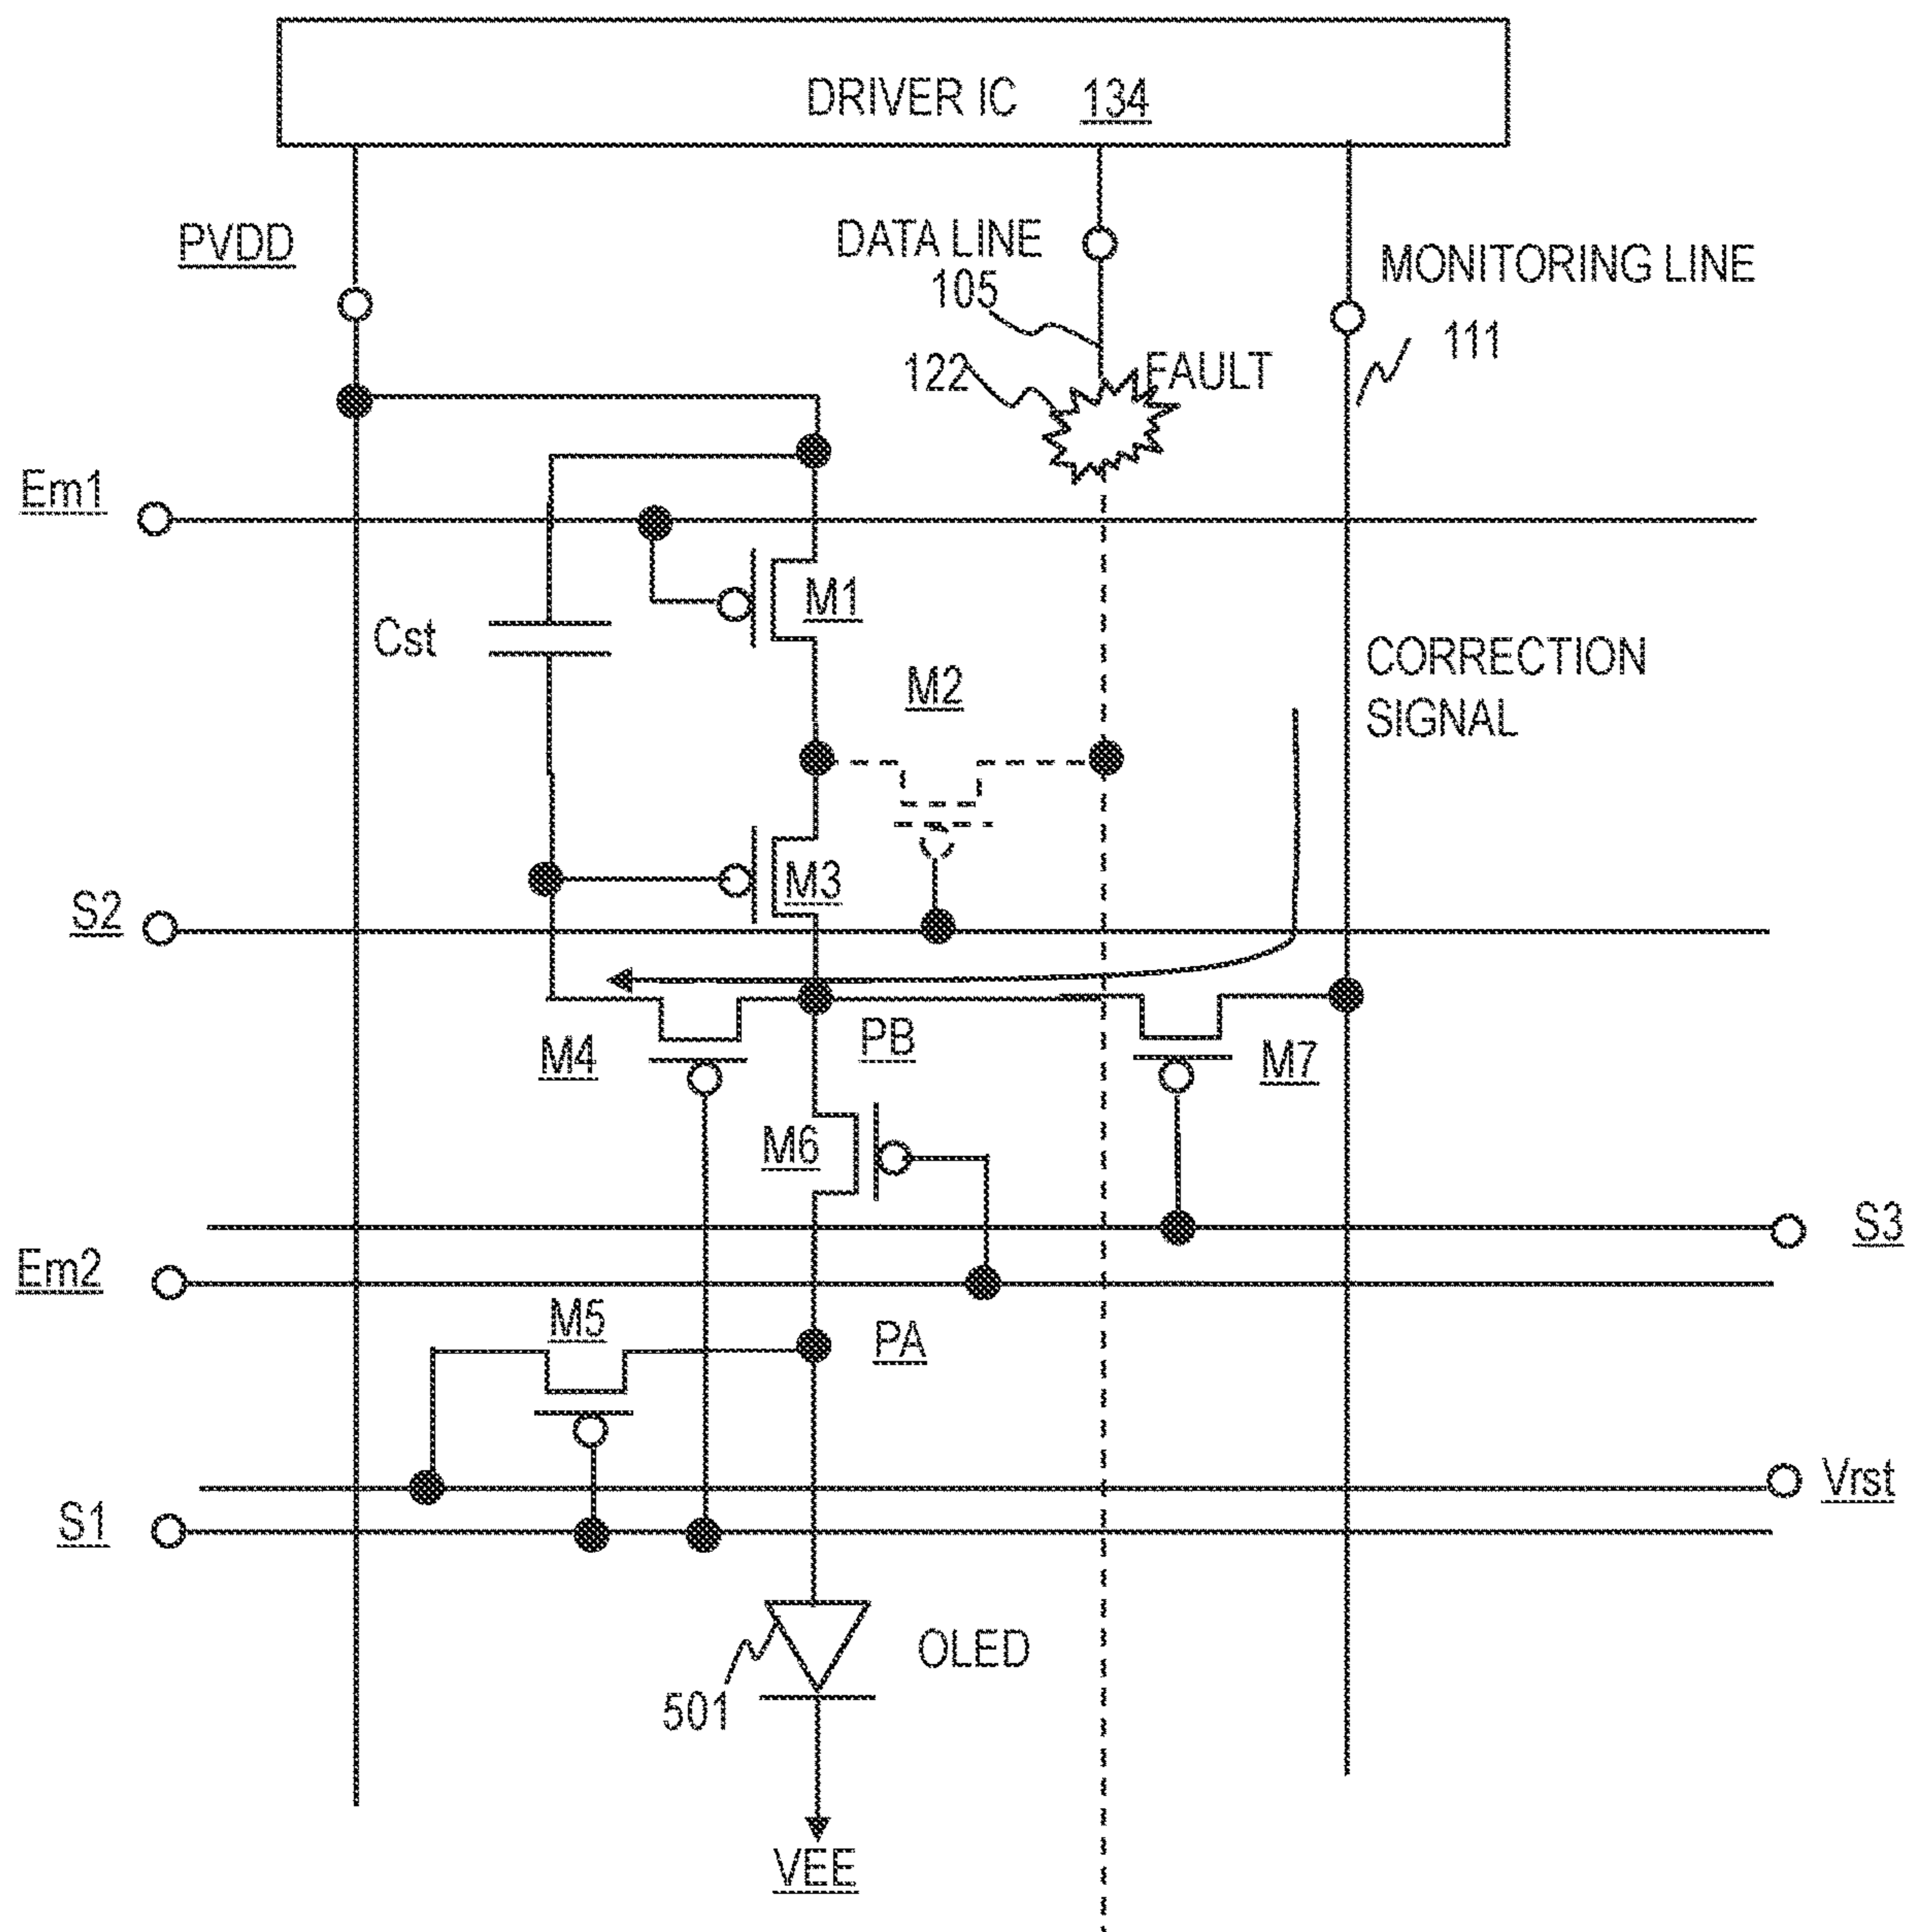 DRIVER IC 134
PVDD
DATA LINE
105
MONITORING LINE
111
122
FAULT
Em1
M1
Cst
CORRECTION
SIGNAL
M2
M3
S2
M4
PB
M7
M6
S3
Em2
M5
PA
Vrst
S1
OLED
501
VEE